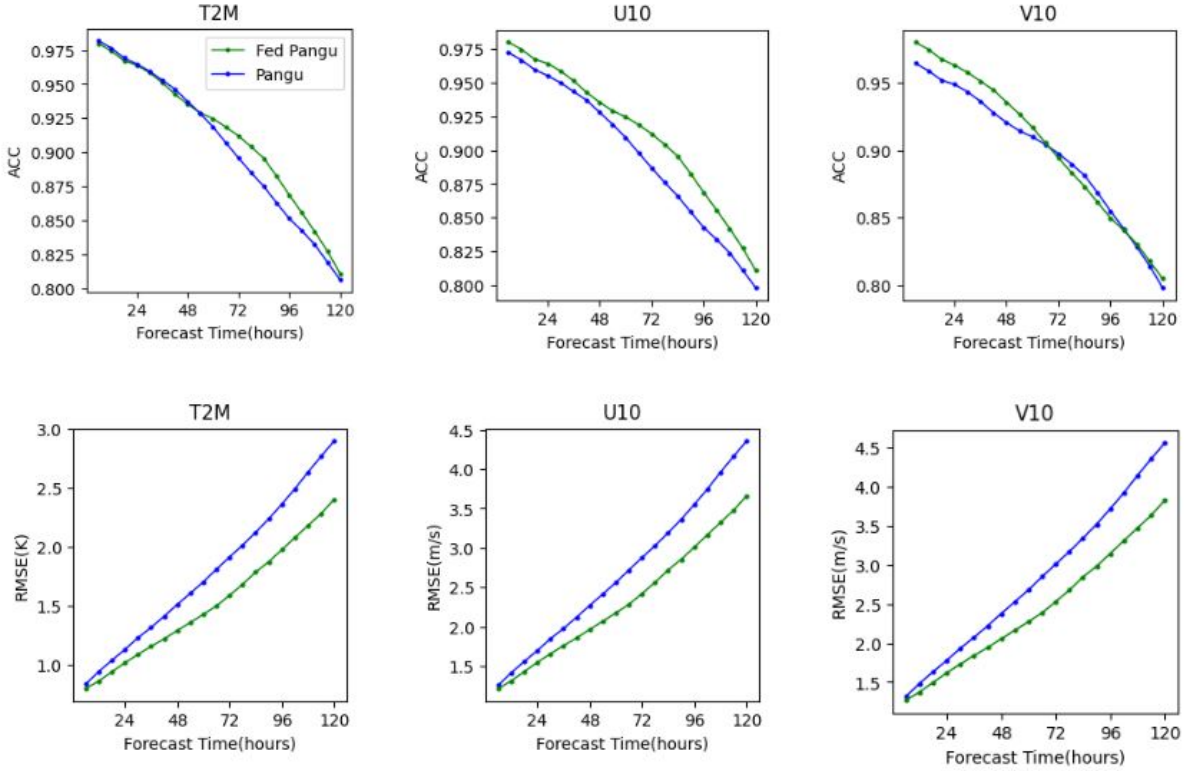 T2M
0.975
0.950
0.925
0.900
0.875
0.850
0.825
0.800
ACC
Fed Pangu
Pangu
24 48 72 96 120
Forecast Time(hours)
U10
0.975
0.950
0.925
0.900
0.875
0.850
0.825
0.800
ACC
24 48 72 96 120
Forecast Time(hours)
V10
0.95
0.90
0.85
0.80
ACC
24 48 72 96 120
Forecast Time(hours)
T2M
3.0
2.5
2.0
1.5
1.0
RMSE(K)
24 48 72 96 120
Forecast Time(hours)
U10
4.5
4.0
3.5
3.0
2.5
2.0
1.5
RMSE(m/s)
24 48 72 96 120
Forecast Time(hours)
V10
4.5
4.0
3.5
3.0
2.5
2.0
1.5
RMSE(m/s)
24 48 72 96 120
Forecast Time(hours)